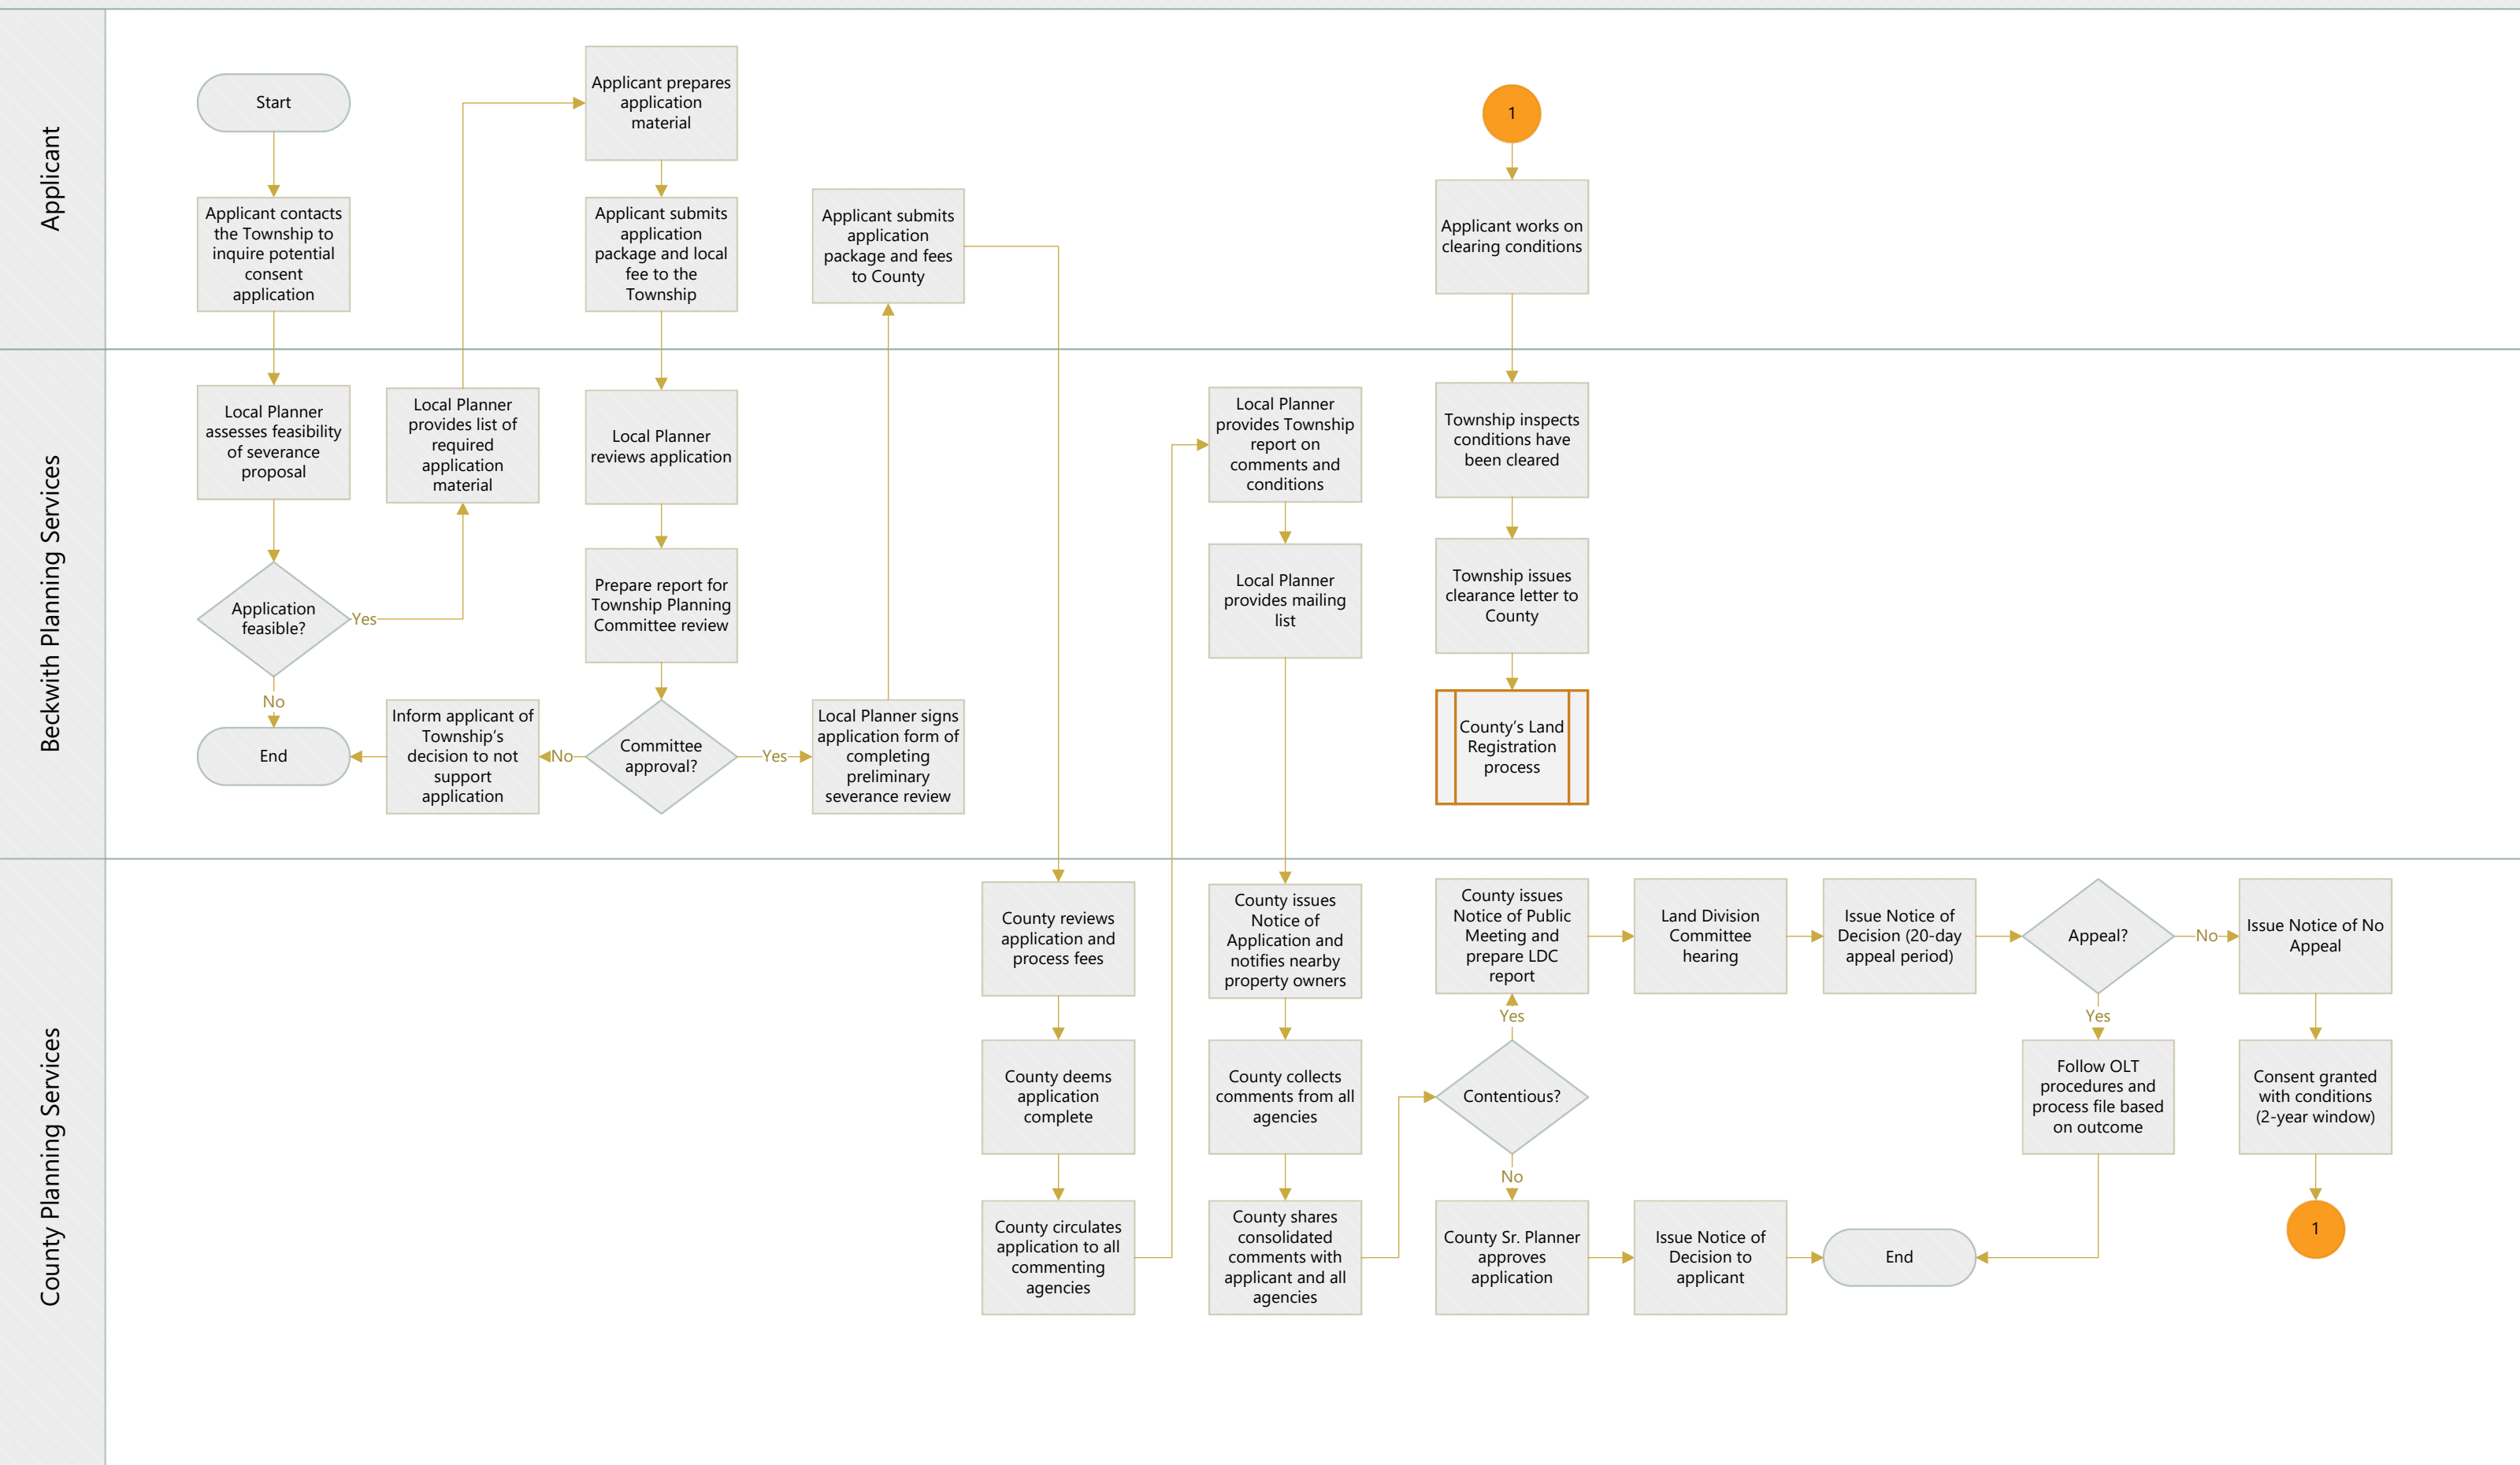 Applicant
Start
Applicant contacts
the Township to
inquire potential
consent
application
Applicant prepares
application
material
Applicant submits
application
package and local
fee to the
Township
Applicant submits
application
package and fees
to County
1
Applicant works on
clearing conditions
Beckwith Planning Services
Local Planner
assesses feasibility
of severance
proposal
Application
feasible?
Yes
No
End
Local Planner
provides list of
required
application
material
Inform applicant of
Township’s
decision to not
support
application
Local Planner
reviews application
Prepare report for
Township Planning
Committee review
Committee
approval?
No
Yes
Local Planner signs
application form of
completing
preliminary
severance review
Local Planner
provides Township
report on
comments and
conditions
Local Planner
provides mailing
list
Township inspects
conditions have
been cleared
Township issues
clearance letter to
County
County’s Land
Registration
process
County Planning Services
County reviews
application and
process fees
County deems
application
complete
County circulates
application to all
commenting
agencies
County issues
Notice of
Application and
notifies nearby
property owners
County collects
comments from all
agencies
County shares
consolidated
comments with
applicant and all
agencies
County issues
Notice of Public
Meeting and
prepare LDC
report
Yes
Contentious?
No
County Sr. Planner
approves
application
Land Division
Committee
hearing
Issue Notice of
Decision to
applicant
Issue Notice of
Decision (20-day
appeal period)
End
Appeal?
No
Yes
Follow OLT
procedures and
process file based
on outcome
Issue Notice of No
Appeal
Consent granted
with conditions
(2-year window)
1